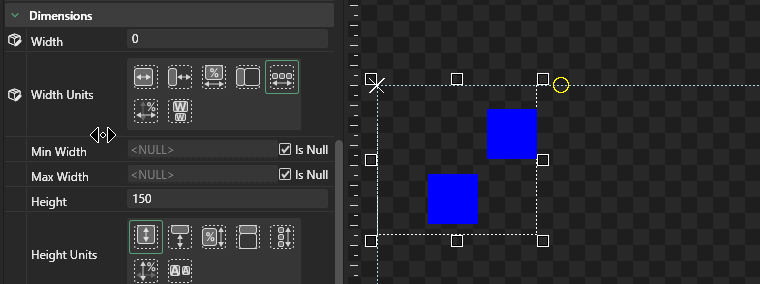 Dimensions
Width 0
Width Units
%
% W W
Min Width <NULL> Is Null
Max Width <NULL> Is Null
Height 150
Height Units
%
% A A